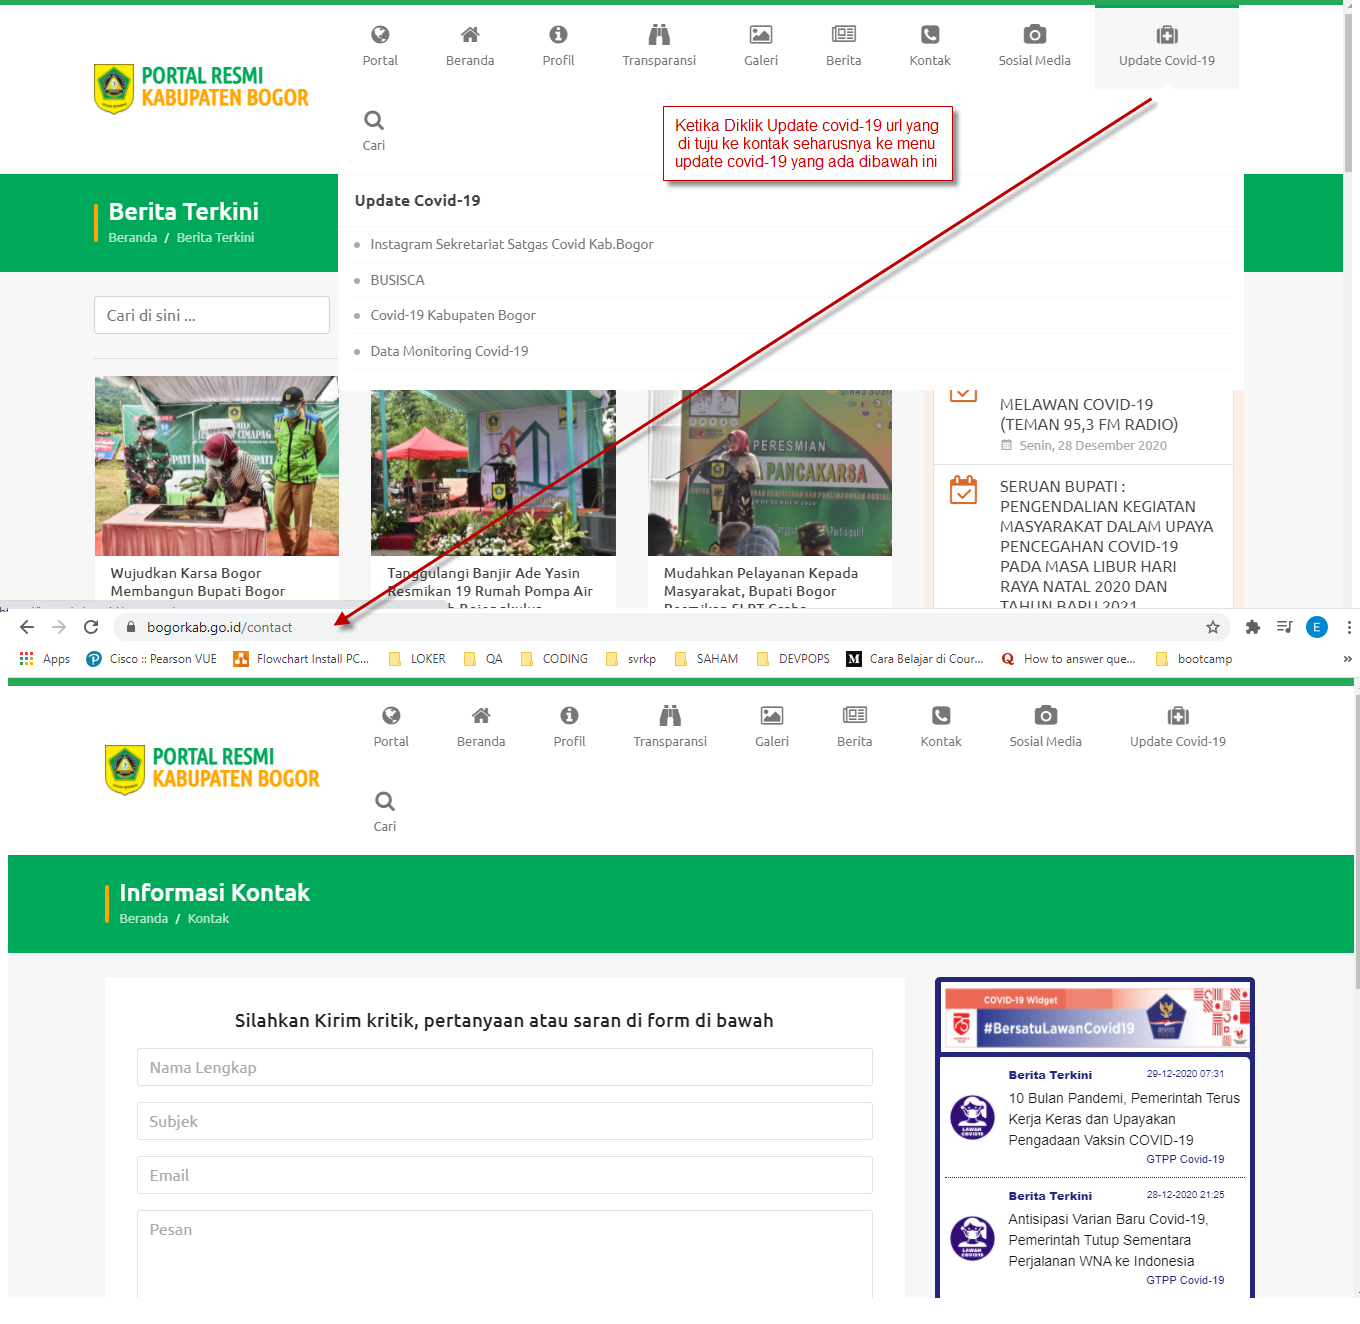 Portal
Beranda
Profil
Transparansi
Galeri
Berita
Kontak
Sosial Media
Update Covid-19
PORTAL RESMI
KABUPATEN BOGOR
Cari
Ketika Diklik Update covid-19 url yang
di tuju ke kontak seharusnya ke menu
update covid-19 yang ada dibawah ini
Berita Terkini
Beranda / Berita Terkini
Update Covid-19
Instagram Sekretariat Satgas Covid Kab.Bogor
BUSISCA
Covid-19 Kabupaten Bogor
Data Monitoring Covid-19
Cari di sini ...
PERESMIAN
PANCAKARSA
Wujudkan Karsa Bogor
Membangun Bupati Bogor
Tanggulangi Banjir Ade Yasin
Resmikan 19 Rumah Pompa Air
Mudahkan Pelayanan Kepada
Masyarakat, Bupati Bogor
MELAWAN COVID-19
(TEMAN 95,3 FM RADIO)
Senin, 28 Desember 2020
SERUAN BUPATI :
PENGENDALIAN KEGIATAN
MASYARAKAT DALAM UPAYA
PENCEGAHAN COVID-19
PADA MASA LIBUR HARI
RAYA NATAL 2020 DAN
TAHUN BARU 2021
bogorkab.go.id/contact
E
Apps
Cisco :: Pearson VUE
Flowchart Install PC...
LOKER
QA
CODING
svrkp
SAHAM
DEVPOPS
Cara Belajar di Cour...
How to answer que...
bootcamp
»
Portal
Beranda
Profil
Transparansi
Galeri
Berita
Kontak
Sosial Media
Update Covid-19
PORTAL RESMI
KABUPATEN BOGOR
Cari
Informasi Kontak
Beranda / Kontak
Silahkan Kirim kritik, pertanyaan atau saran di form di bawah
Nama Lengkap
Subjek
Email
Pesan
COVID-19 Widget
#BersatuLawanCovid19
Berita Terkini
29-12-2020 07:31
10 Bulan Pandemi, Pemerintah Terus
Kerja Keras dan Upayakan
Pengadaan Vaksin COVID-19
GTPP Covid-19
Berita Terkini
28-12-2020 21:25
Antisipasi Varian Baru Covid-19,
Pemerintah Tutup Sementara
Perjalanan WNA ke Indonesia
GTPP Covid-19